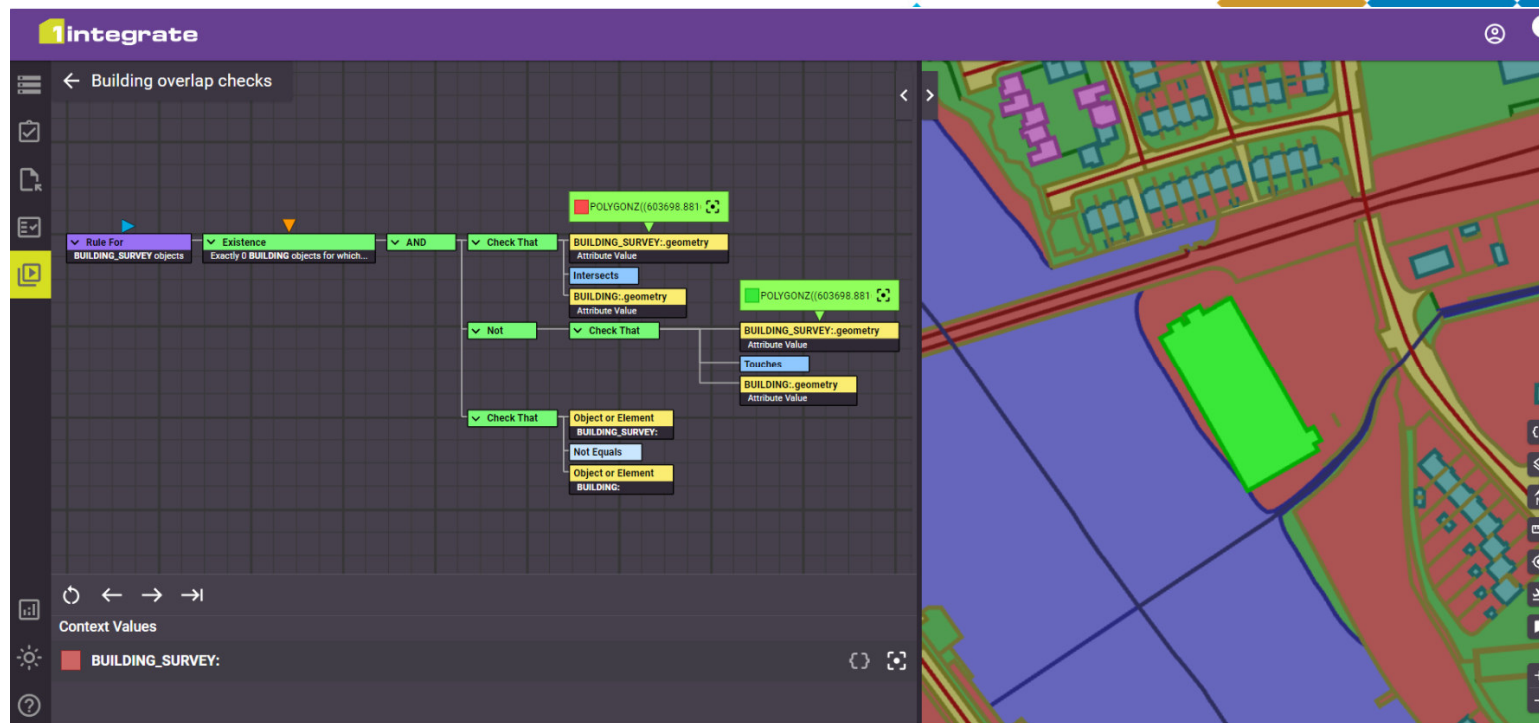 1integrate
Building overlap checks
POLYGONZ((603698.881
Rule For
BUILDING_SURVEY objects
Existence
Exactly 0 BUILDING objects for which...
AND
Check That
BUILDING_SURVEY:.geometry
Attribute Value
Intersects
BUILDING:.geometry
Attribute Value
POLYGONZ((603698.881
Not
Check That
BUILDING_SURVEY:.geometry
Attribute Value
Touches
BUILDING:.geometry
Attribute Value
Check That
Object or Element
BUILDING_SURVEY:
Not Equals
Object or Element
BUILDING:
Context Values
BUILDING_SURVEY: